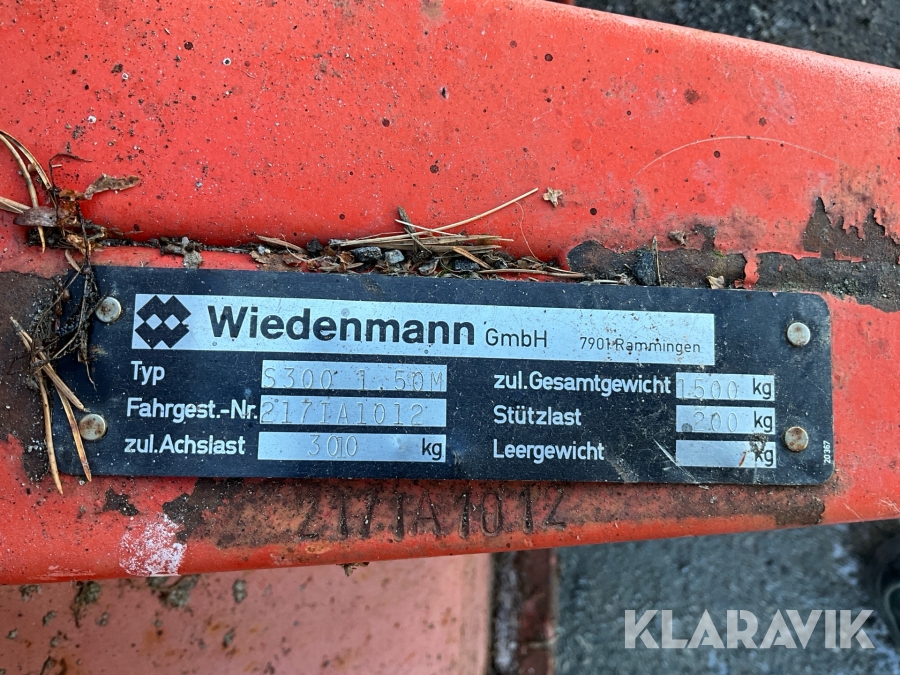 Wiedenmann GmbH 7901 Rammingen
Typ S300 1.50M
Fahrgest.-Nr. 217TA1012
zul.Achslast 300 kg
zul.Gesamtgewicht 1500 kg
Stützlast 200 kg
Leergewicht kg
20367
217TA1012
KLARAVIK